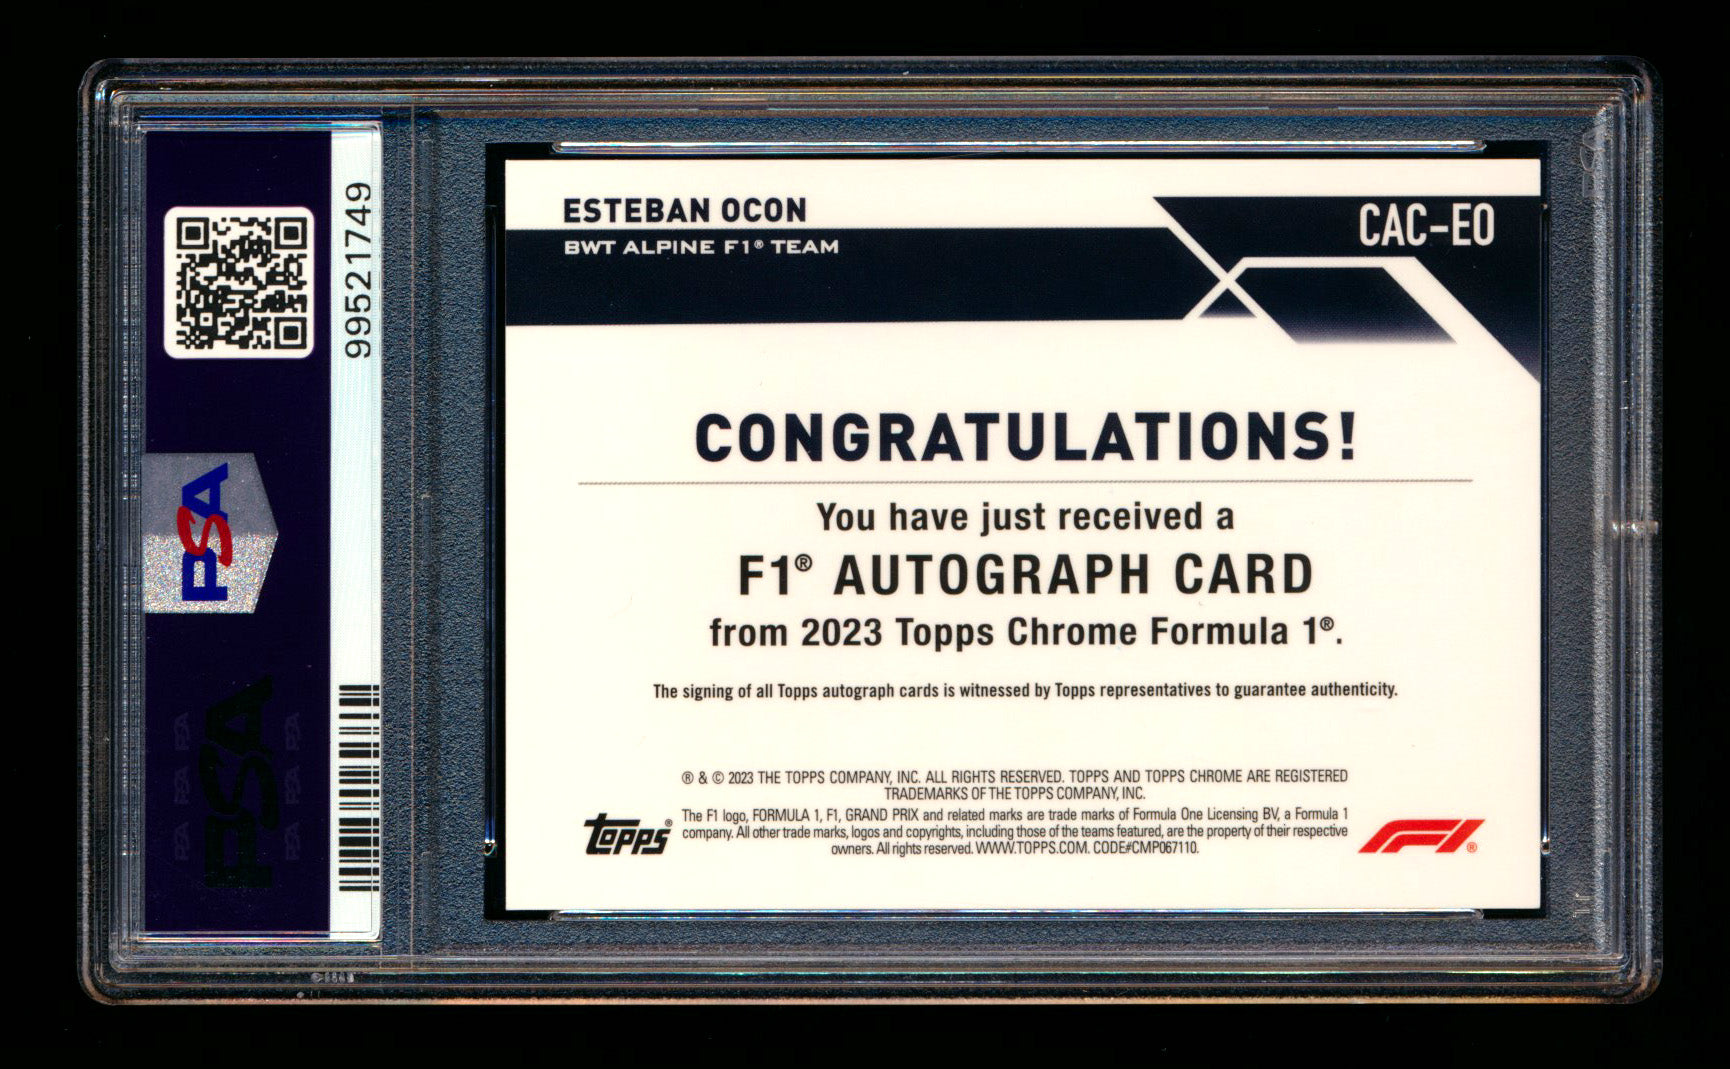 99521749
PSA
PSA
ESTEBAN OCON
BWT ALPINE F1® TEAM
CAC-EO
CONGRATULATIONS!
You have just received a
F1® AUTOGRAPH CARD
from 2023 Topps Chrome Formula 1®.
The signing of all Topps autograph cards is witnessed by Topps representatives to guarantee authenticity.
® & © 2023 THE TOPPS COMPANY, INC. ALL RIGHTS RESERVED. TOPPS AND TOPPS CHROME ARE REGISTERED
TRADEMARKS OF THE TOPPS COMPANY, INC.
The F1 logo, FORMULA 1, F1, GRAND PRIX and related marks are trade marks of Formula One Licensing BV, a Formula 1
company. All other trade marks, logos and copyrights, including those of the teams featured, are the property of their respective
owners. All rights reserved. WWW.TOPPS.COM. CODE#CMP067110.
Topps®
F1®